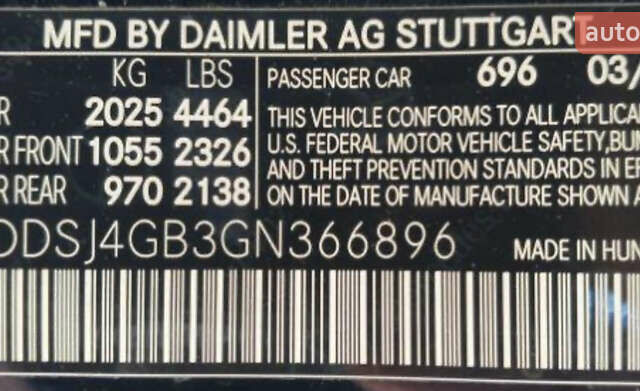 MFD BY DAIMLER AG STUTTGART
auto
KG LBS PASSENGER CAR 696 03/
R 2025 4464 THIS VEHICLE CONFORMS TO ALL APPLICA
R FRONT 1055 2326 U.S. FEDERAL MOTOR VEHICLE SAFETY, BU
R REAR 970 2138 AND THEFT PREVENTION STANDARDS IN E
ON THE DATE OF MANUFACTURE SHOWN A
DDSJ4GB3GN366896 MADE IN HUN